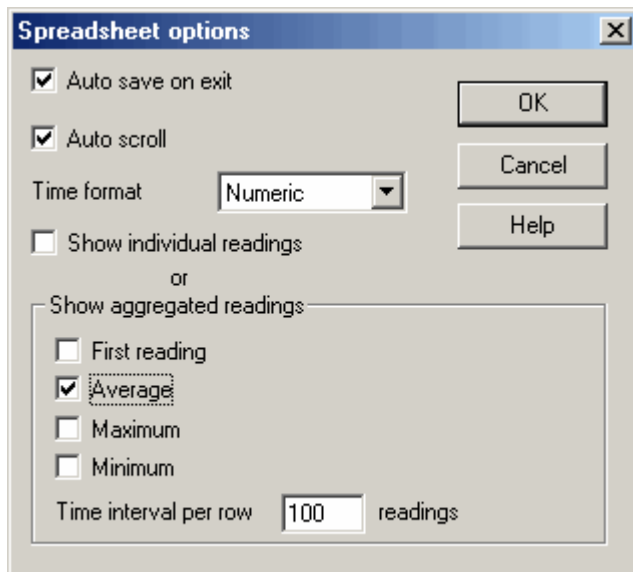 Spreadsheet options
Auto save on exit
OK
Auto scroll
Cancel
Time format Numeric
Help
Show individual readings
or
Show aggregated readings
First reading
Average
Maximum
Minimum
Time interval per row 100 readings